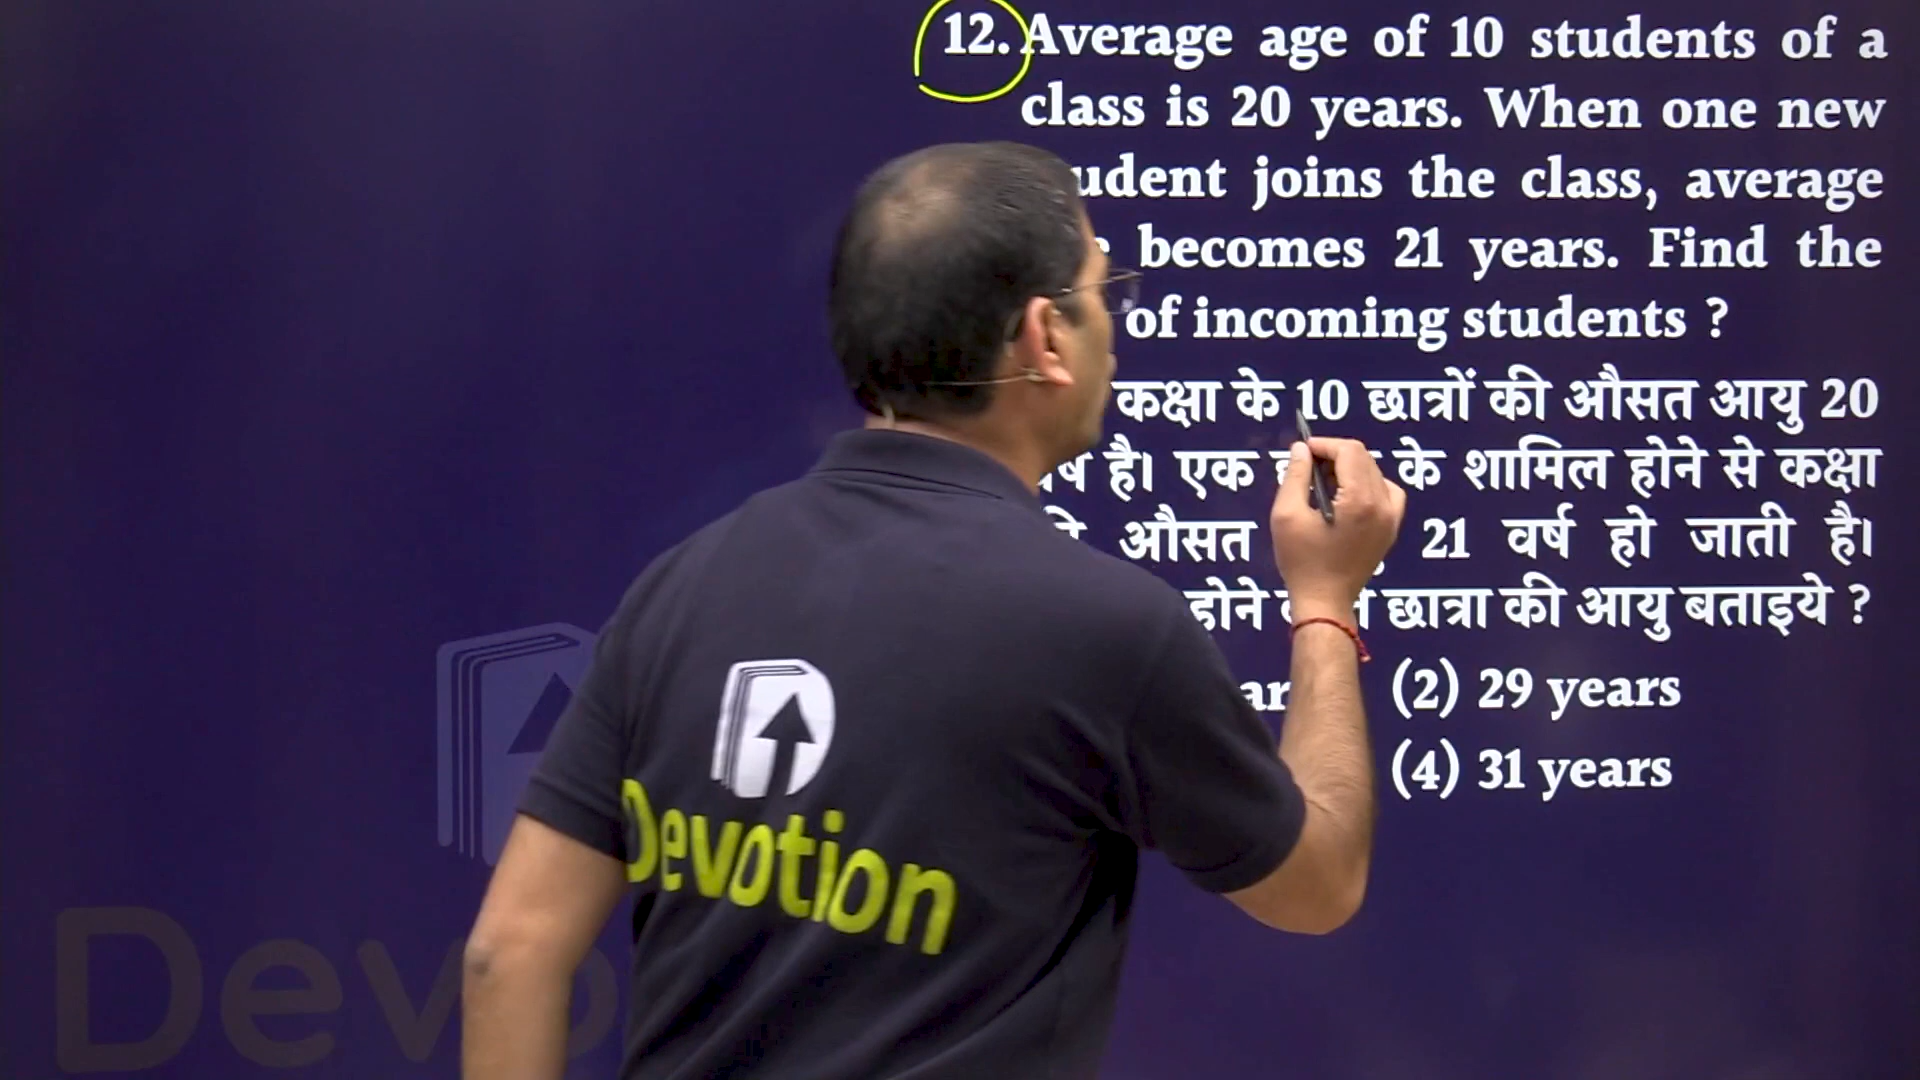 12. Average age of 10 students of a
class is 20 years. When one new
joins the class, average
becomes 21 years. Find the
of incoming students ?
कक्षा के 10 छात्रों की औसत आयु 20
है। एक के शामिल होने से कक्षा
औसत 21 वर्ष हो जाती है।
होने छात्रा की आयु बताइये ?
(2) 29 years
(4) 31 years
Devotion